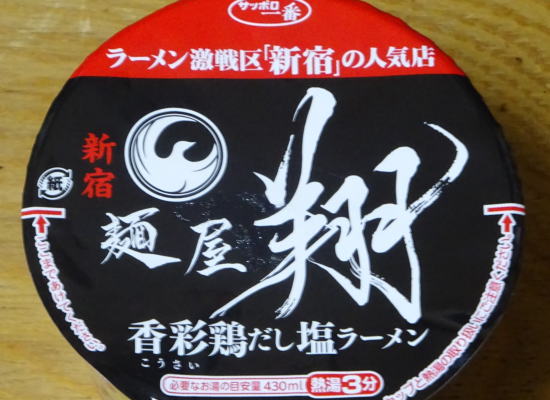 サッポロ一番
ラーメン激戦区「新宿」の人気店
新宿
麺屋 翔
紙
香彩鶏だし塩ラーメン
こうさい
必要なお湯の目安量 430ml 熱湯3分